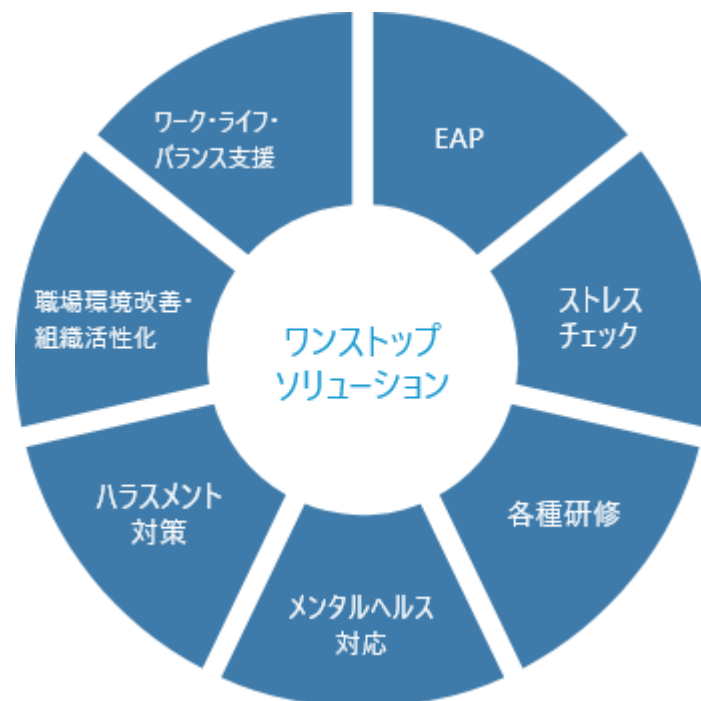 ワーク・ライフ・
バランス支援
EAP
ストレス
チェック
各種研修
メンタルヘルス
対応
ハラスメント
対策
職場環境改善・
組織活性化
ワンストップ
ソリューション